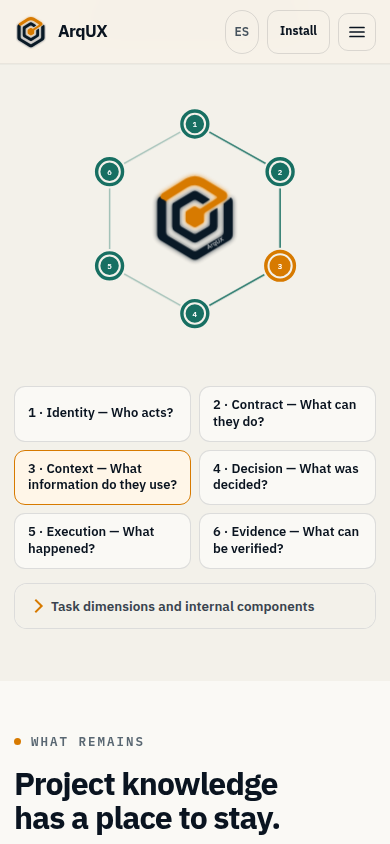 ArqUX
ES
Install
1
6
2
ArqUX
5
3
4
1 · Identity — Who acts?
2 · Contract — What can
they do?
3 · Context — What
information do they use?
4 · Decision — What was
decided?
5 · Execution — What
happened?
6 · Evidence — What can
be verified?
Task dimensions and internal components
WHAT REMAINS
Project knowledge
has a place to stay.